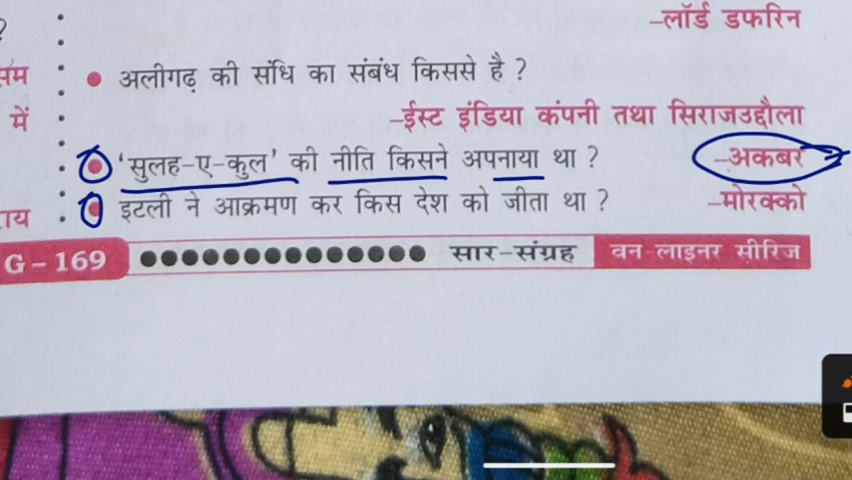 ?
–लॉर्ड डफरिन
• अलीगढ़ की संधि का संबंध किससे है ?
में
–ईस्ट इंडिया कंपनी तथा सिराजउद्दौला
• 'सुलह-ए-कुल' की नीति किसने अपनाया था ? –अकबर
• इटली ने आक्रमण कर किस देश को जीता था ? –मोरक्को
G – 169 सार-संग्रह वन लाइनर सीरिज